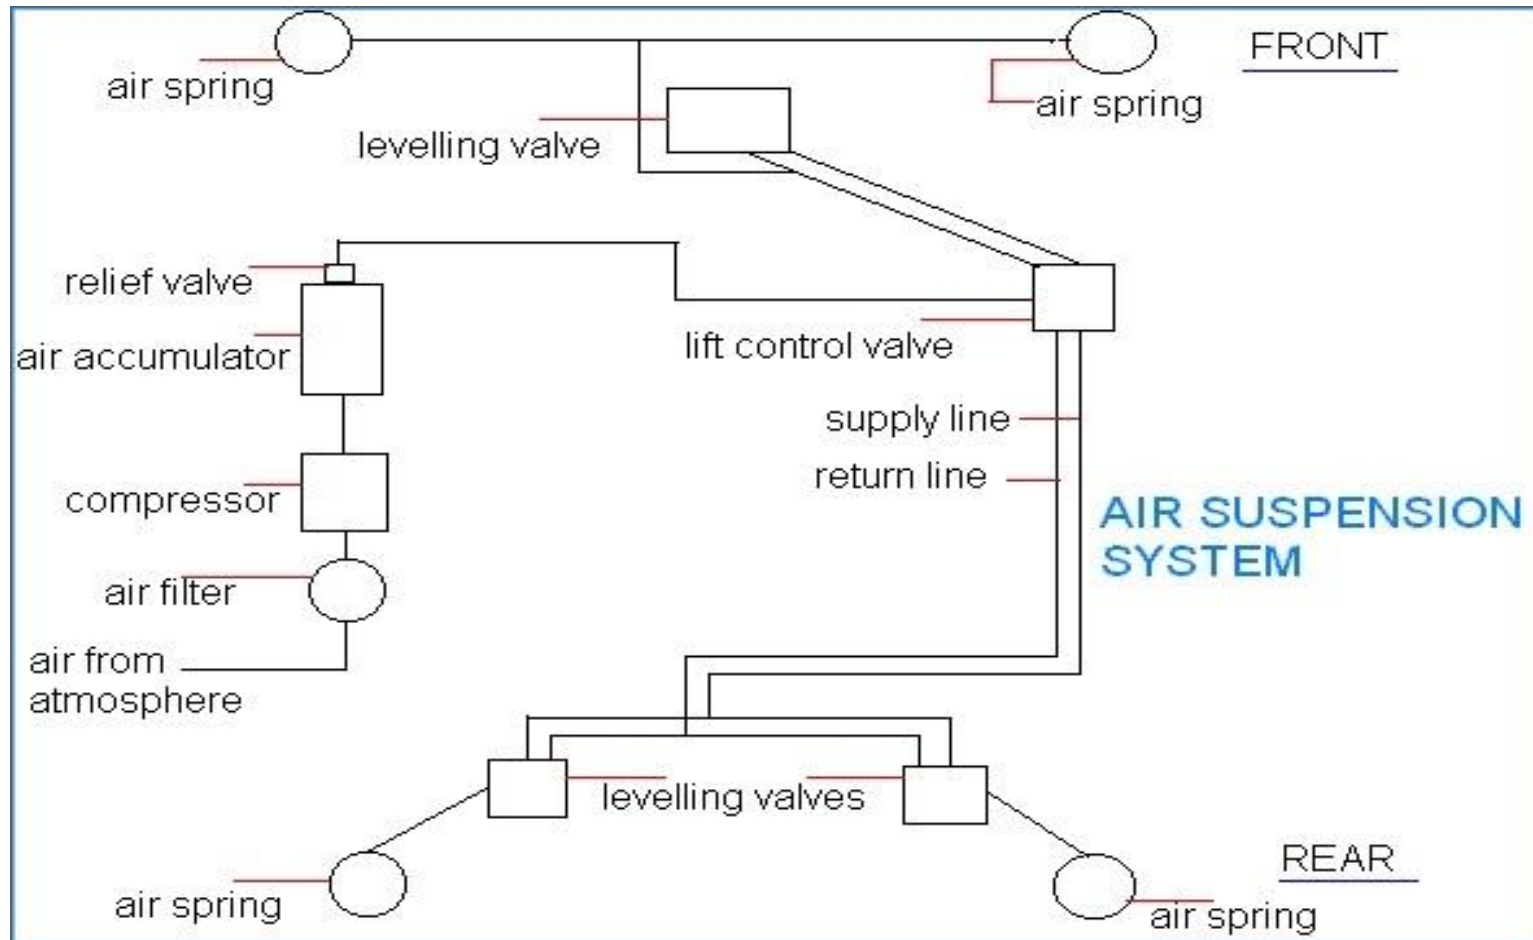 FRONT
air spring
air spring
levelling valve
relief valve
air accumulator
lift control valve
supply line
return line
compressor
AIR SUSPENSION
SYSTEM
air filter
air from
atmosphere
levelling valves
REAR
air spring
air spring